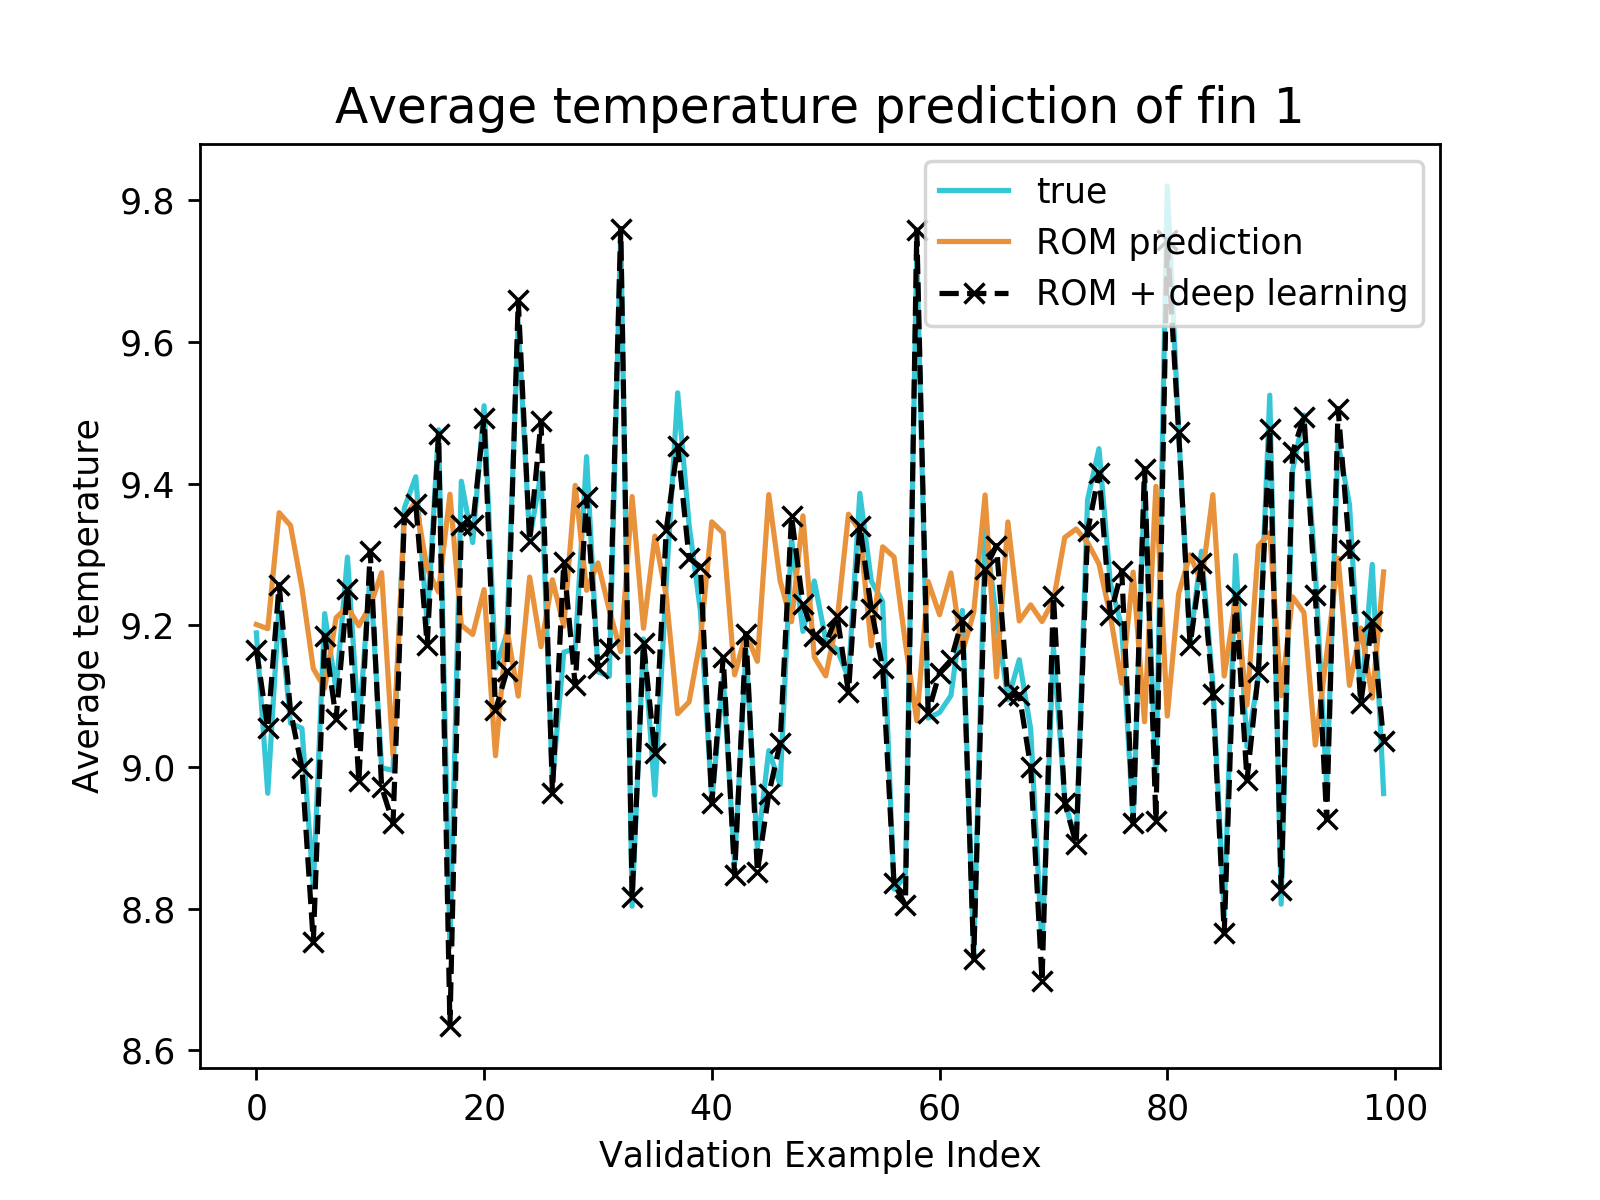 Average temperature prediction of fin 1
true
ROM prediction
ROM + deep learning
Average temperature
9.8
9.6
9.4
9.2
9.0
8.8
8.6
0 20 40 60 80 100
Validation Example Index